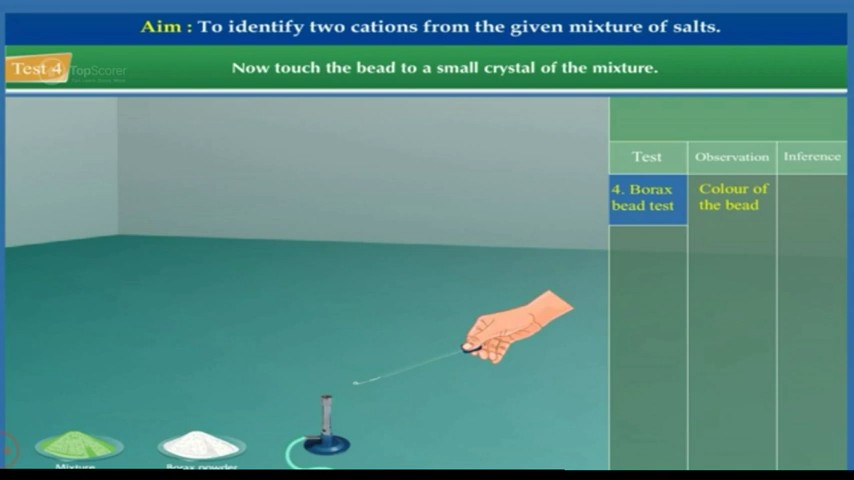 Aim : To identify two cations from the given mixture of salts.
Test 4
TopScorer
Now touch the bead to a small crystal of the mixture.
Test
Observation
Inference
4. Borax
bead test
Colour of
the bead
Mixture
Borax powder